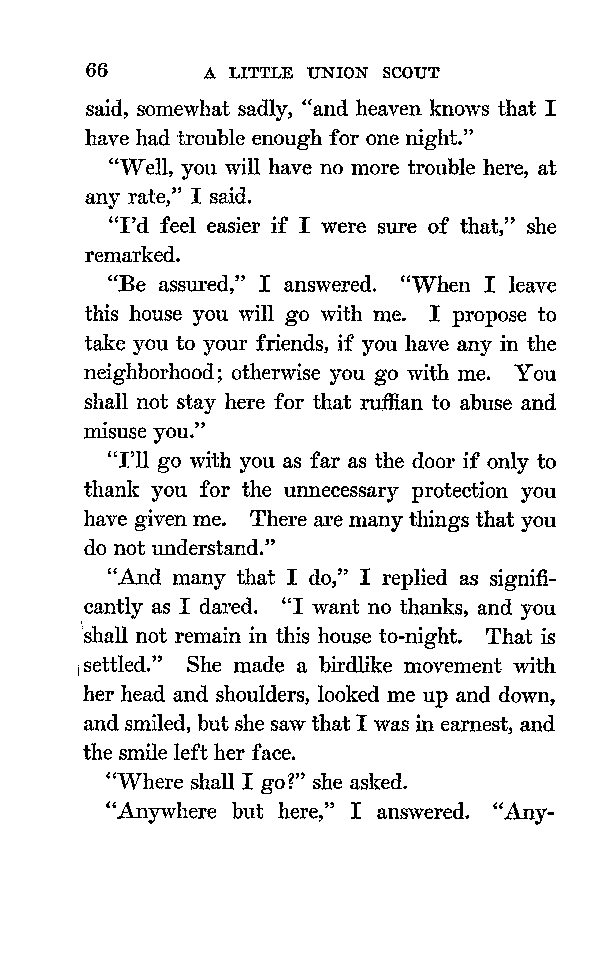 66 A LITTLE UNION SCOUT
said, somewhat sadly, “and heaven knows that I
have had trouble enough for one night.”
“Well, you will have no more trouble here, at
any rate,” I said.
“I’d feel easier if I were sure of that,” she
remarked.
“Be assured,” I answered. “When I leave
this house you will go with me. I propose to
take you to your friends, if you have any in the
neighborhood; otherwise you go with me. You
shall not stay here for that ruffian to abuse and
misuse you.”
“I’ll go with you as far as the door if only to
thank you for the unnecessary protection you
have given me. There are many things that you
do not understand.”
“And many that I do,” I replied as signifi-
cantly as I dared. “I want no thanks, and you
shall not remain in this house to-night. That is
settled.” She made a birdlike movement with
her head and shoulders, looked me up and down,
and smiled, but she saw that I was in earnest, and
the smile left her face.
“Where shall I go?” she asked.
“Anywhere but here,” I answered. “Any-